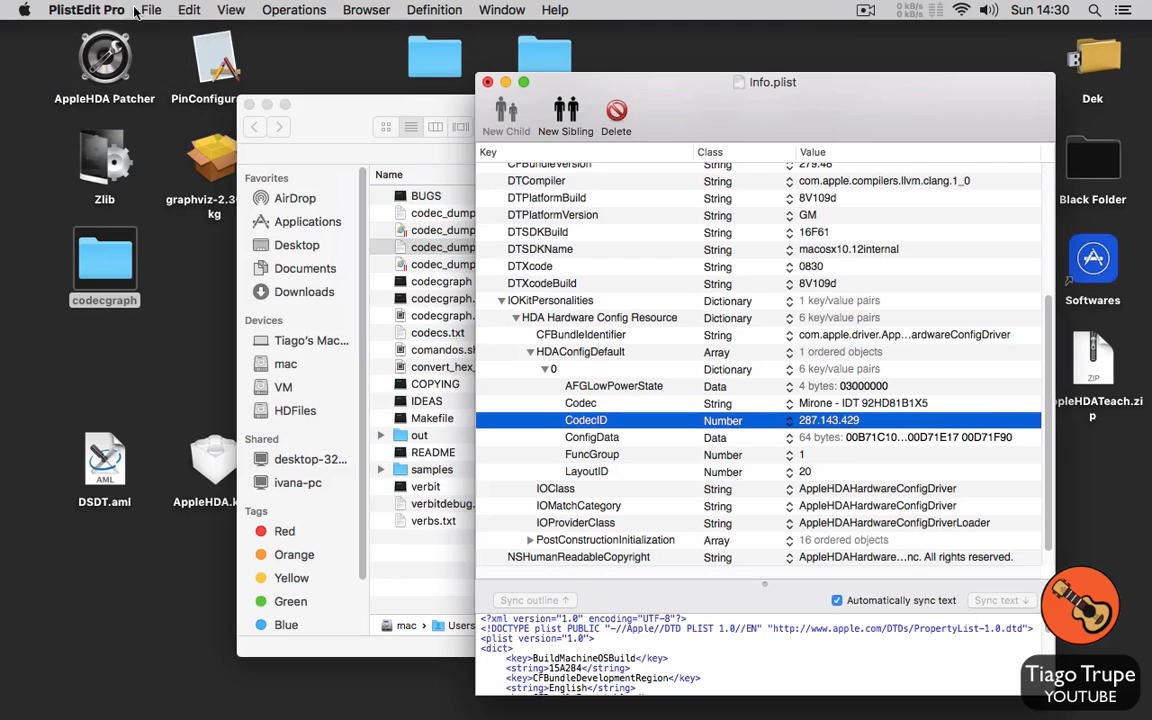 PlistEdit Pro File Edit View Operations Browser Definition Window Help
0 kB/s
0 kB/s
Sun 14:30
AppleHDA Patcher
PinConfigura
Dek
Zlib
graphviz-2.3
kg
Black Folder
codecgraph
Softwares
DSDT.aml
AppleHDA.k
pleHDATeach.zi
p
Name
Favorites
AirDrop
Applications
Desktop
Documents
Downloads
Devices
Tiago's Mac...
mac
VM
HDFiles
Shared
desktop-32...
ivana-pc
Tags
Red
Orange
Yellow
Green
Blue
BUGS
codec_dump
codec_dump
codec_dump
codec_dump
codecgraph
codecgraph.
codecgraph.
codecs.txt
comandos.sh
convert_hex_
COPYING
IDEAS
Makefile
out
README
samples
verbit
verbitdebug.
verbs.txt
mac › Users
Info.plist
New Child New Sibling Delete
Key Class Value
CFBundleVersion String 279.48
DTCompiler String com.apple.compilers.llvm.clang.1_0
DTPlatformBuild String 8V109d
DTPlatformVersion String GM
DTSDKBuild String 16F61
DTSDKName String macosx10.12internal
DTXcode String 0830
DTXcodeBuild String 8V109d
IOKitPersonalities Dictionary 1 key/value pairs
HDA Hardware Config Resource Dictionary 6 key/value pairs
CFBundleIdentifier String com.apple.driver.App...ardwareConfigDriver
HDAConfigDefault Array 1 ordered objects
0 Dictionary 6 key/value pairs
AFGLowPowerState Data 4 bytes: 03000000
Codec String Mirone - IDT 92HD81B1X5
CodecID Number 287.143.429
ConfigData Data 64 bytes: 00B71C10...00D71E17 00D71F90
FuncGroup Number 1
LayoutID Number 20
IOClass String AppleHDAHardwareConfigDriver
IOMatchCategory String AppleHDAHardwareConfigDriver
IOProviderClass String AppleHDAHardwareConfigDriverLoader
PostConstructionInitialization Array 16 ordered objects
NSHumanReadableCopyright String AppleHDAHardware...nc. All rights reserved.
Sync outline ↑ Automatically sync text Sync text ↓
<?xml version="1.0" encoding="UTF-8"?>
<!DOCTYPE plist PUBLIC "-//Apple//DTD PLIST 1.0//EN" "http://www.apple.com/DTDs/PropertyList-1.0.dtd">
<plist version="1.0">
<dict>
<key>BuildMachineOSBuild</key>
<string>15A284</string>
<key>CFBundleDevelopmentRegion</key>
<string>English</string>
Tiago Trupe
YOUTUBE